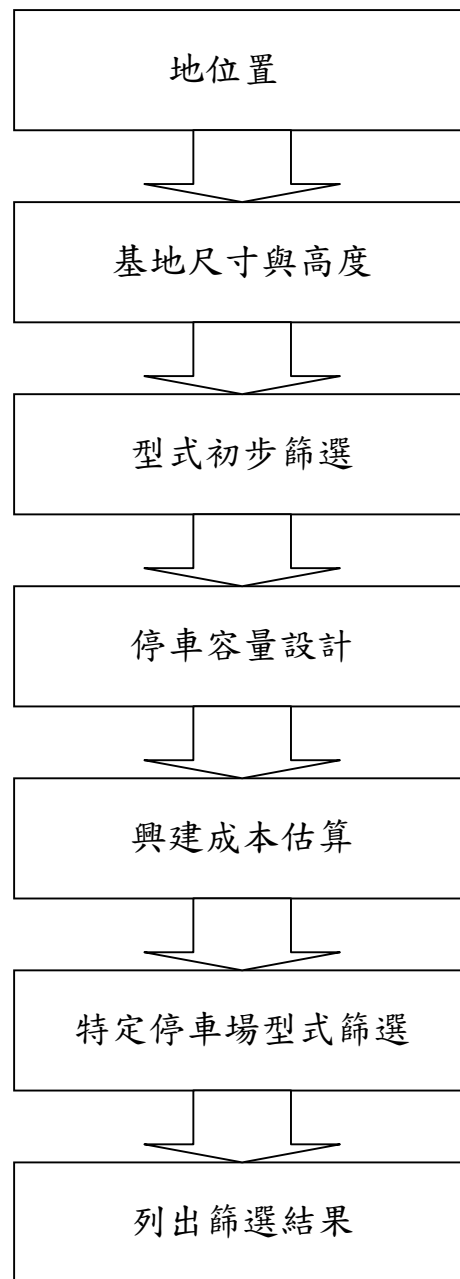 地位置
基地尺寸與高度
型式初步篩選
停車容量設計
興建成本估算
特定停車場型式篩選
列出篩選結果